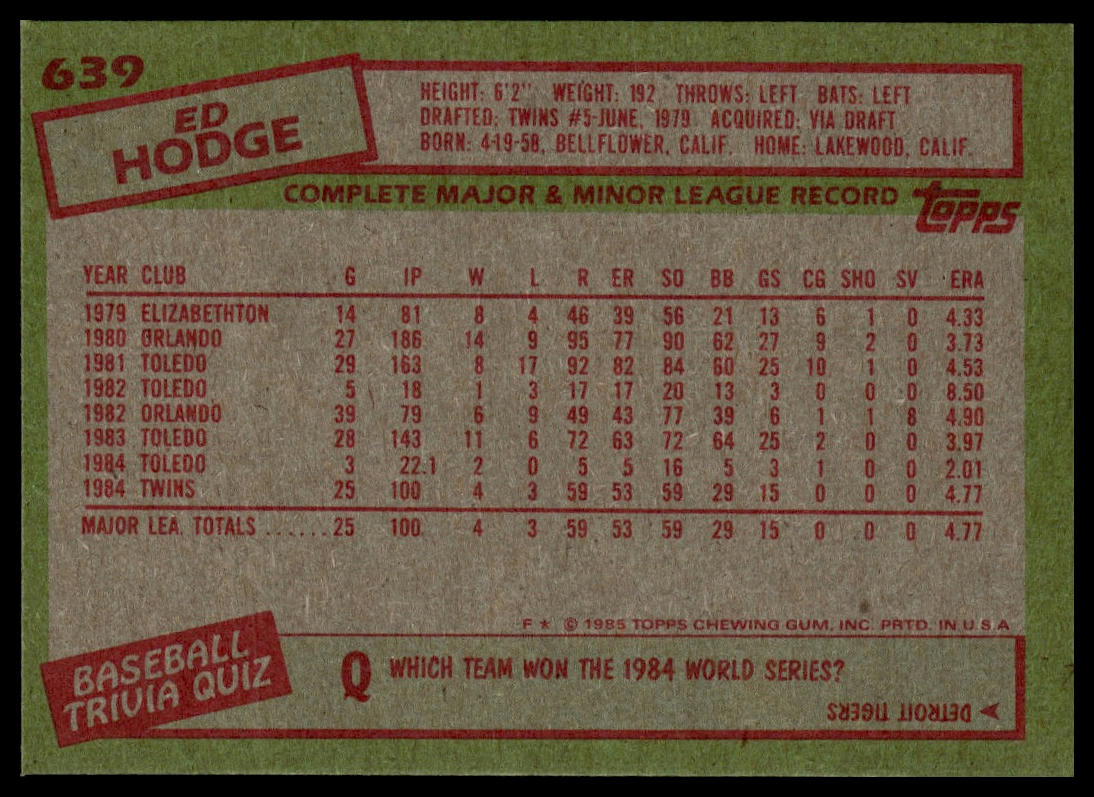 639
ED
HODGE
HEIGHT: 6'2" WEIGHT: 192 THROWS: LEFT BATS: LEFT
DRAFTED: TWINS #5-JUNE, 1979 ACQUIRED: VIA DRAFT
BORN: 4-19-58, BELLFLOWER, CALIF. HOME: LAKEWOOD, CALIF.
COMPLETE MAJOR & MINOR LEAGUE RECORD topps
YEAR CLUB G IP W L R ER SO BB GS CG SHO SV ERA
1979 ELIZABETHTON 14 81 8 4 46 39 56 21 13 6 1 0 4.33
1980 ORLANDO 27 186 14 9 95 77 90 62 27 9 2 0 3.73
1981 TOLEDO 29 163 8 17 92 82 84 60 25 10 1 0 4.53
1982 TOLEDO 5 18 1 3 17 17 20 13 3 0 0 0 8.50
1982 ORLANDO 39 79 6 9 49 43 77 39 6 1 1 8 4.90
1983 TOLEDO 28 143 11 6 72 63 72 64 25 2 0 0 3.97
1984 TOLEDO 3 22.1 2 0 5 5 16 5 3 1 0 0 2.01
1984 TWINS 25 100 4 3 59 53 59 29 15 0 0 0 4.77
MAJOR LEA. TOTALS ......25 100 4 3 59 53 59 29 15 0 0 0 4.77
F * © 1985 TOPPS CHEWING GUM, INC. PRTD. IN U.S.A
BASEBALL
TRIVIA QUIZ
Q WHICH TEAM WON THE 1984 WORLD SERIES?
DETROIT TIGERS